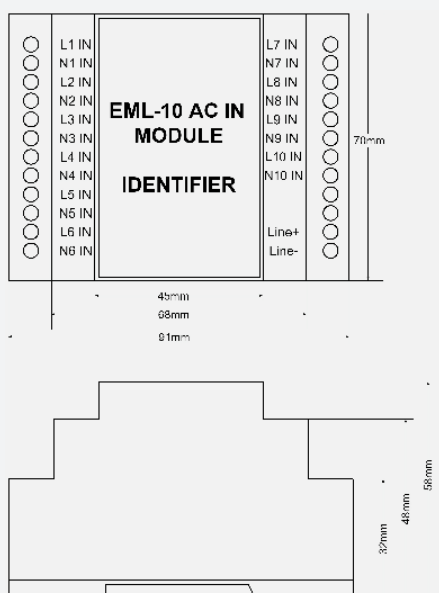 L1 IN
N1 IN
L2 IN
N2 IN
L3 IN
N3 IN
L4 IN
N4 IN
L5 IN
N5 IN
L6 IN
N6 IN
EML-10 AC IN
MODULE
IDENTIFIER
L7 IN
N7 IN
L8 IN
N8 IN
L9 IN
N9 IN
L10 IN
N10 IN
Line+
Line-
70mm
45mm
68mm
91mm
58mm
48mm
32mm